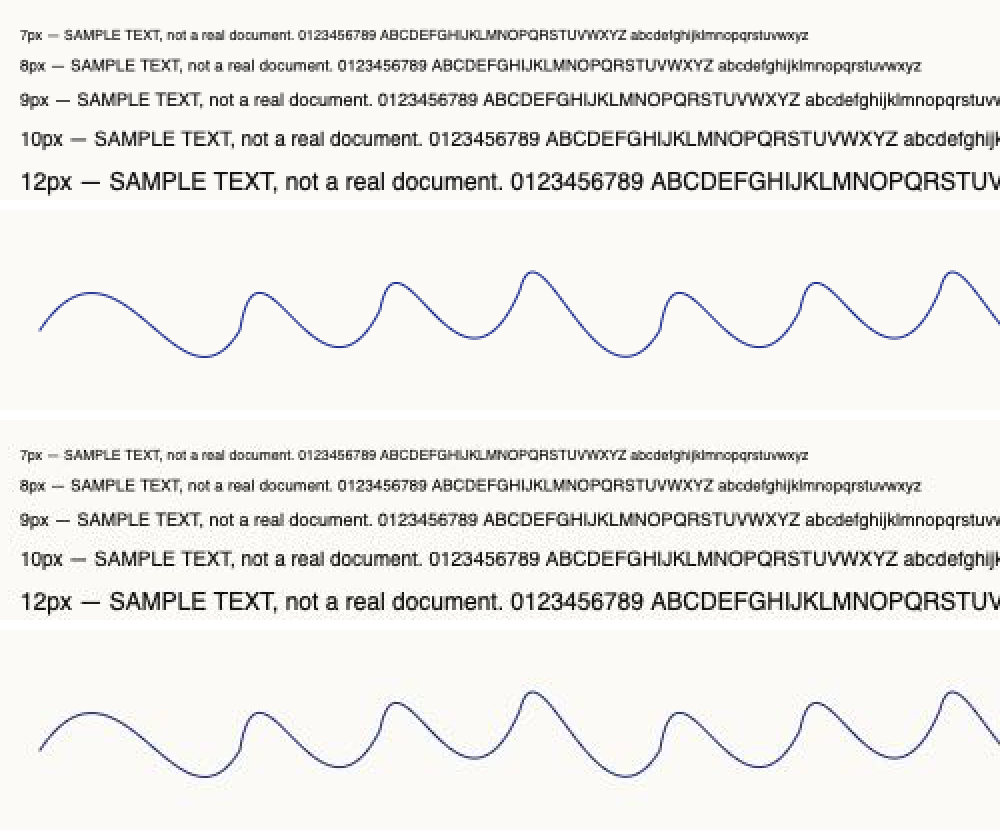 7px — SAMPLE TEXT, not a real document. 0123456789 ABCDEFGHIJKLMNOPQRSTUVWXYZ abcdefghijklmnopqrstuvwxyz
8px — SAMPLE TEXT, not a real document. 0123456789 ABCDEFGHIJKLMNOPQRSTUVWXYZ abcdefghijklmnopqrstuvwxyz
9px — SAMPLE TEXT, not a real document. 0123456789 ABCDEFGHIJKLMNOPQRSTUVWXYZ abcdefghijklmnopqrstuvv
10px — SAMPLE TEXT, not a real document. 0123456789 ABCDEFGHIJKLMNOPQRSTUVWXYZ abcdefghijk
12px — SAMPLE TEXT, not a real document. 0123456789 ABCDEFGHIJKLMNOPQRSTUV
7px — SAMPLE TEXT, not a real document. 0123456789 ABCDEFGHIJKLMNOPQRSTUVWXYZ abcdefghijklmnopqrstuvwxyz
8px — SAMPLE TEXT, not a real document. 0123456789 ABCDEFGHIJKLMNOPQRSTUVWXYZ abcdefghijklmnopqrstuvwxyz
9px — SAMPLE TEXT, not a real document. 0123456789 ABCDEFGHIJKLMNOPQRSTUVWXYZ abcdefghijklmnopqrstuvv
10px — SAMPLE TEXT, not a real document. 0123456789 ABCDEFGHIJKLMNOPQRSTUVWXYZ abcdefghijk
12px — SAMPLE TEXT, not a real document. 0123456789 ABCDEFGHIJKLMNOPQRSTUV